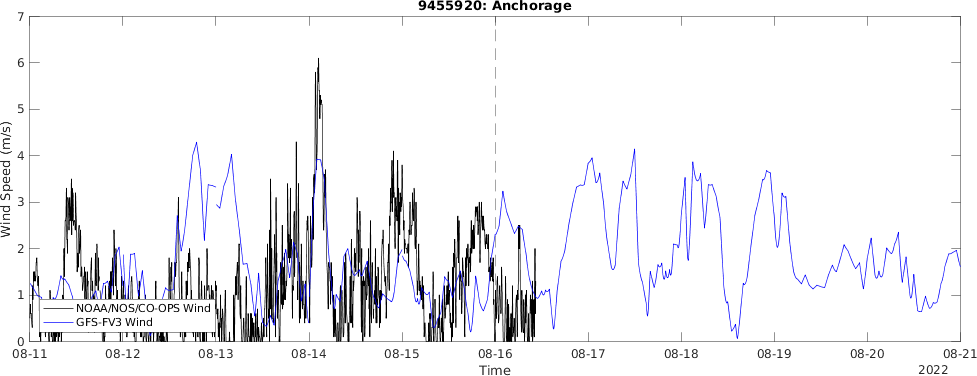 9455920: Anchorage
7
6
5
4
3
2
1
0
Wind Speed (m/s)
NOAA/NOS/CO-OPS Wind
GFS-FV3 Wind
08-11 08-12 08-13 08-14 08-15 08-16 08-17 08-18 08-19 08-20 08-21
Time
2022